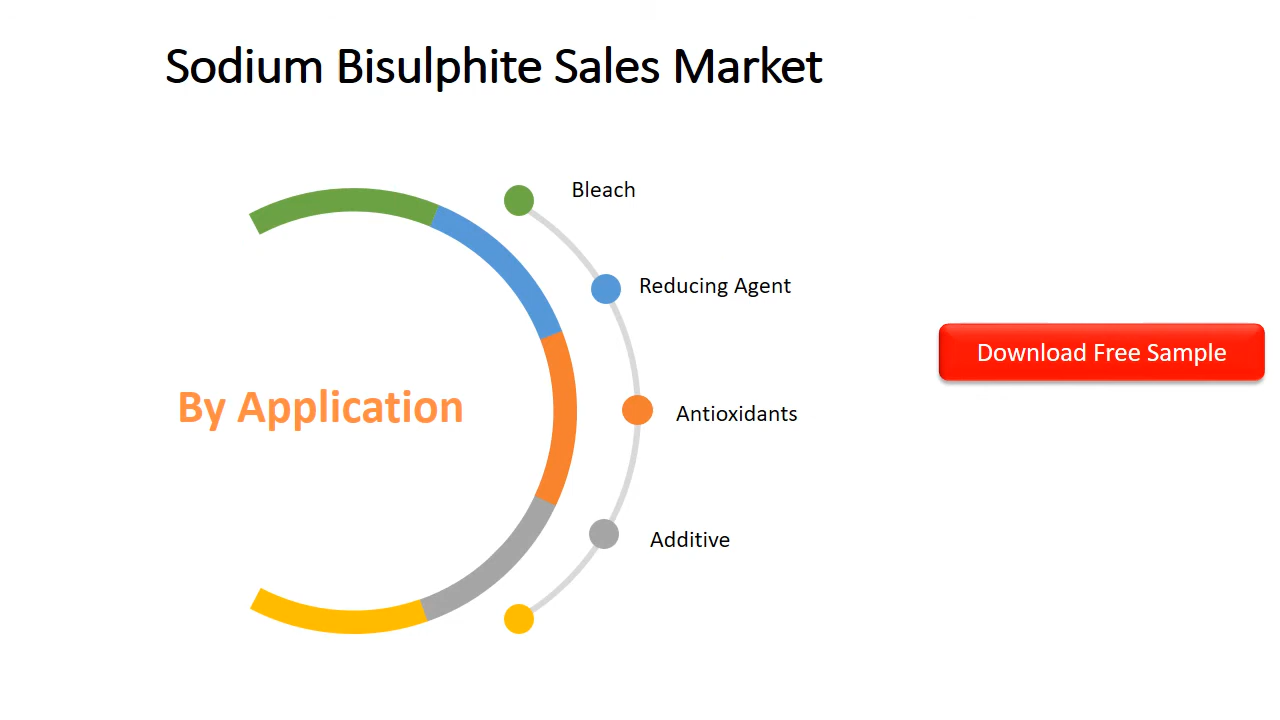 Sodium Bisulphite Sales Market
Bleach
Reducing Agent
Download Free Sample
By Application
Antioxidants
Additive